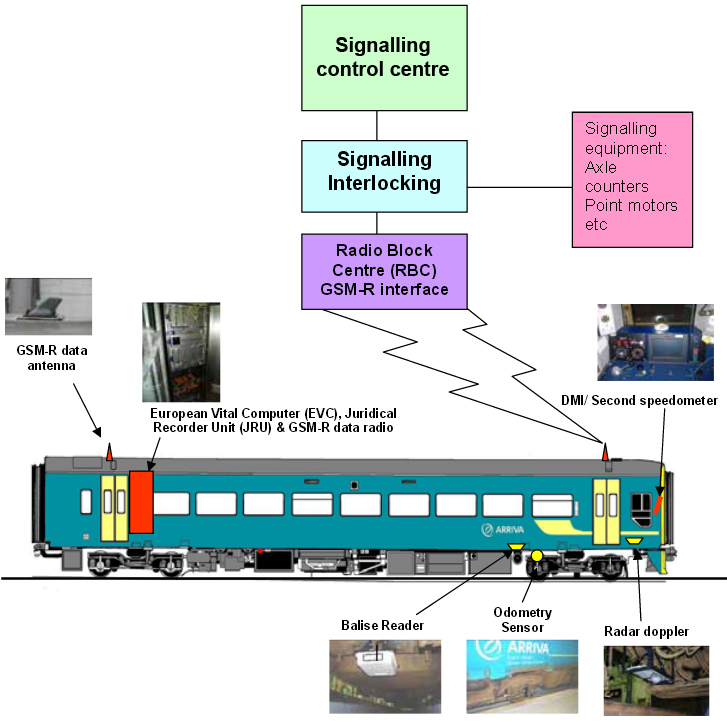 Signalling
control centre
Signalling
Interlocking
Signalling
equipment:
Axle
counters
Point motors
etc
Radio Block
Centre (RBC)
GSM-R interface
GSM-R data
antenna
European Vital Computer (EVC), Juridical
Recorder Unit (JRU) & GSM-R data radio
DMI/ Second speedometer
ARRIVA
Balise Reader
Odometry
Sensor
Radar doppler
ARRIVA